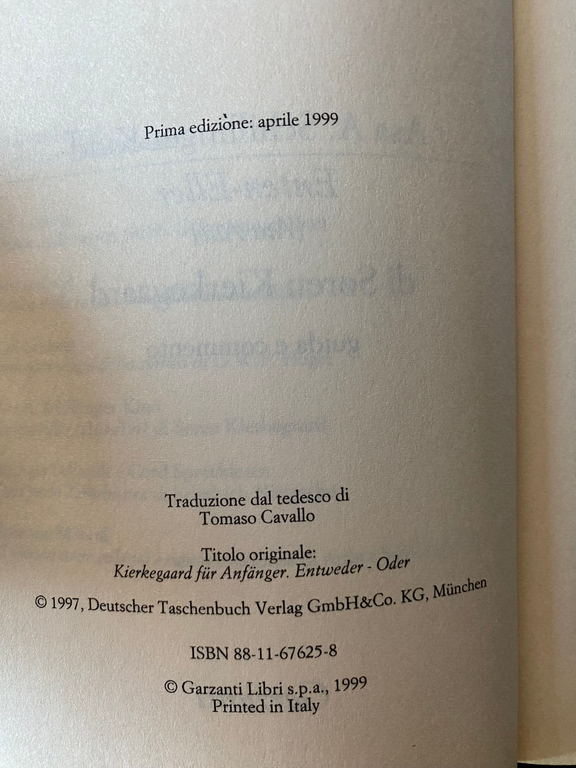 Prima edizione: aprile 1999
Traduzione dal tedesco di
Tomaso Cavallo
Titolo originale:
Kierkegaard für Anfänger. Entweder - Oder
© 1997, Deutscher Taschenbuch Verlag GmbH&Co. KG, München
ISBN 88-11-67625-8
© Garzanti Libri s.p.a., 1999
Printed in Italy